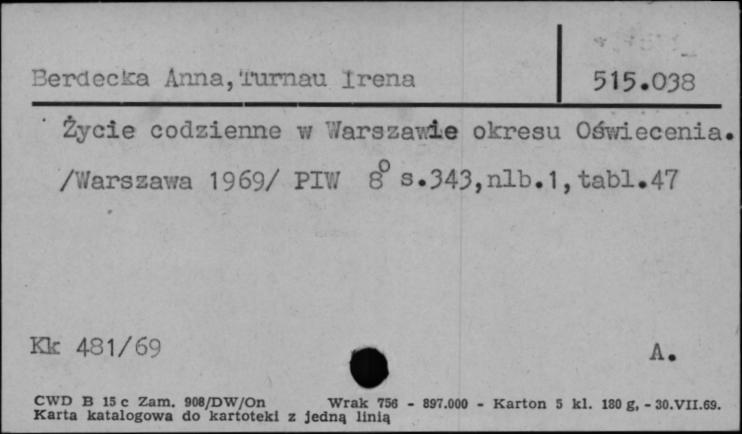 Berdecka Anna, Turnau Irena 515.038
Życie codzienne w Warszawie okresu Oświecenia.
/Warszawa 1969/ PIW 8° s.343,nlb.1,tabl.47
Kk 481/69 A.
CWD B 15 c Zam. 908/DW/On Wrak 756 - 897.000 - Karton 5 kl. 180 g, - 30.VII.69.
Karta katalogowa do kartoteki z jedną linią